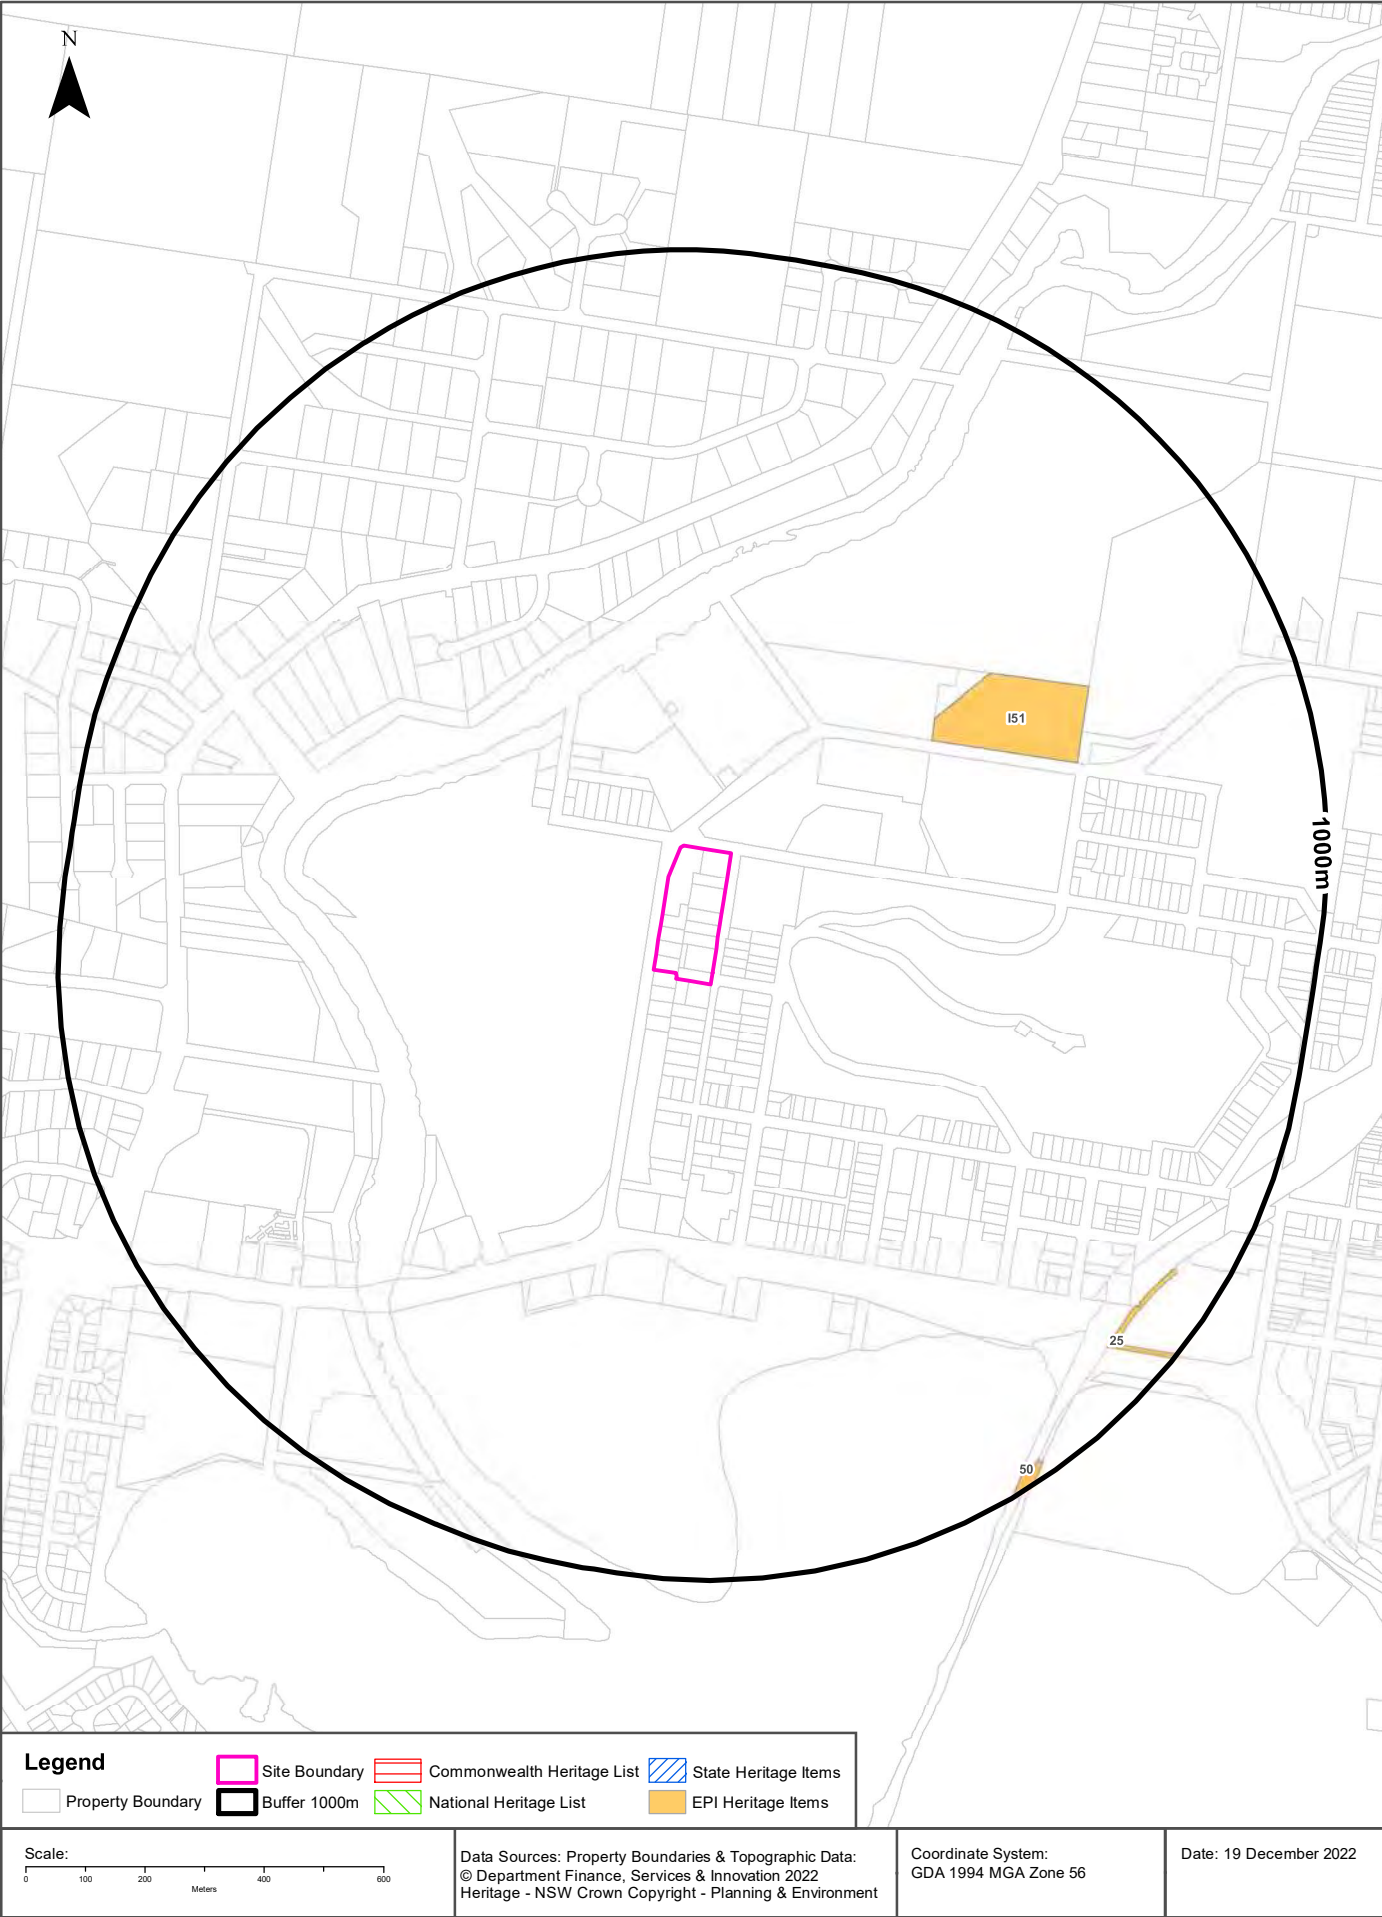 N
I51
1000m
25
50
Legend
Site Boundary
Commonwealth Heritage List
State Heritage Items
Property Boundary
Buffer 1000m
National Heritage List
EPI Heritage Items
Scale:
0 100 200 400 600
Meters
Data Sources: Property Boundaries & Topographic Data:
© Department Finance, Services & Innovation 2022
Heritage - NSW Crown Copyright - Planning & Environment
Coordinate System:
GDA 1994 MGA Zone 56
Date: 19 December 2022